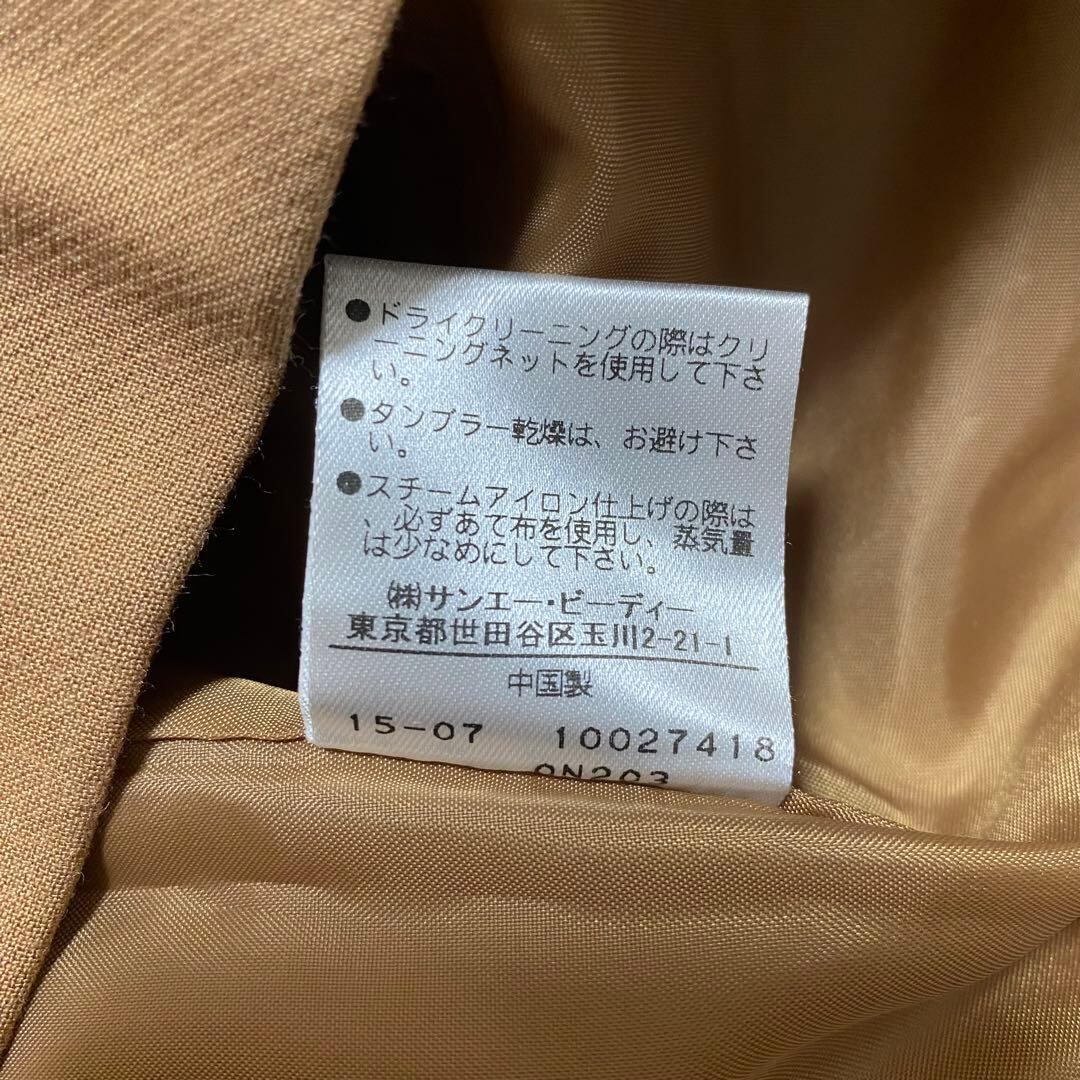 ●ドライクリーニングの際はクリ
ーニングネットを使用して下さ
い。
●タンブラー乾燥は、お避け下さ
い。
●スチームアイロン仕上げの際は
、必ずあて布を使用し、蒸気量
は少なめにして下さい。
㈱サンエー・ビーディー
東京都世田谷区玉川2-21-1
中国製
15-07 10027418